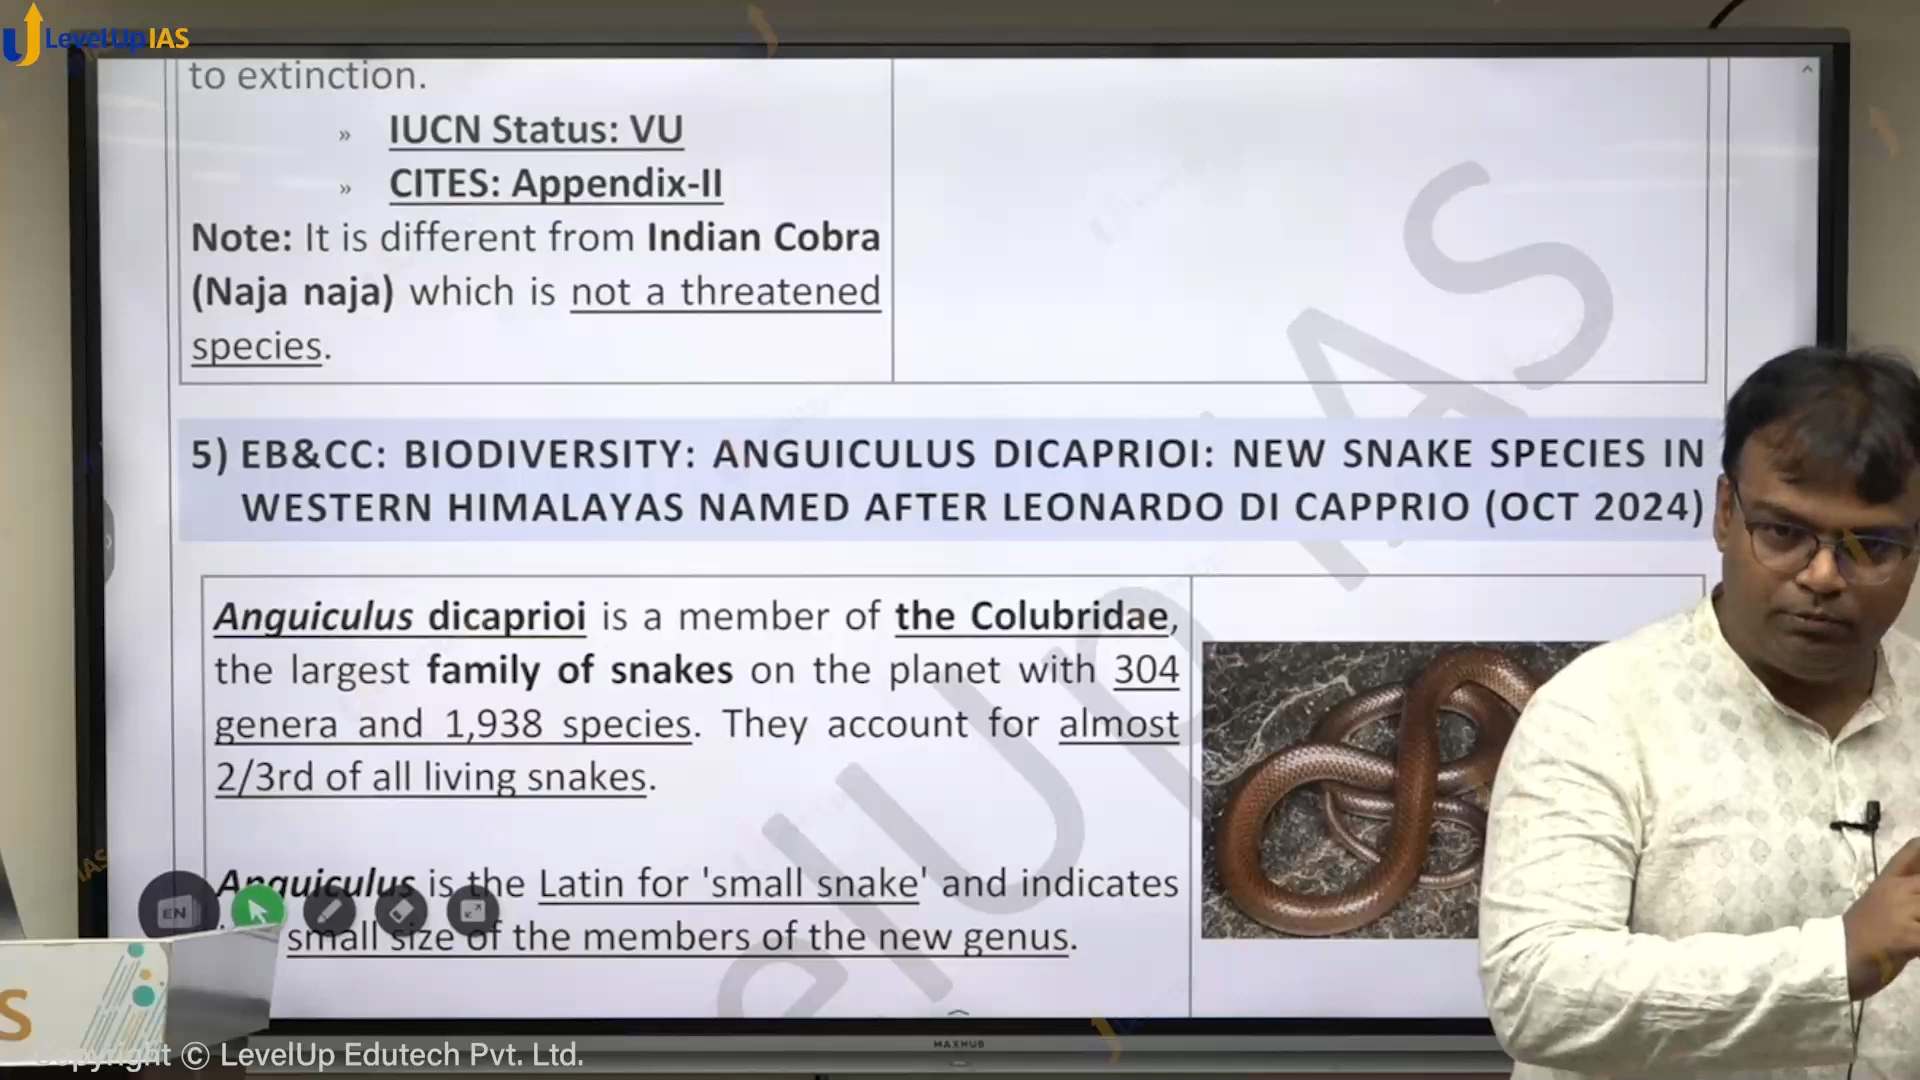 LevelUp IAS
to extinction.
» IUCN Status: VU
» CITES: Appendix-II
Note: It is different from Indian Cobra
(Naja naja) which is not a threatened
species.
5) EB&CC: BIODIVERSITY: ANGUICULUS DICAPRIOI: NEW SNAKE SPECIES IN
WESTERN HIMALAYAS NAMED AFTER LEONARDO DI CAPPRIO (OCT 2024)
Anguiculus dicaprioi is a member of the Colubridae,
the largest family of snakes on the planet with 304
genera and 1,938 species. They account for almost
2/3rd of all living snakes.
Anguiculus is the Latin for 'small snake' and indicates
small size of the members of the new genus.
EN
S
MAXHUB
Copyright © LevelUp Edutech Pvt. Ltd.